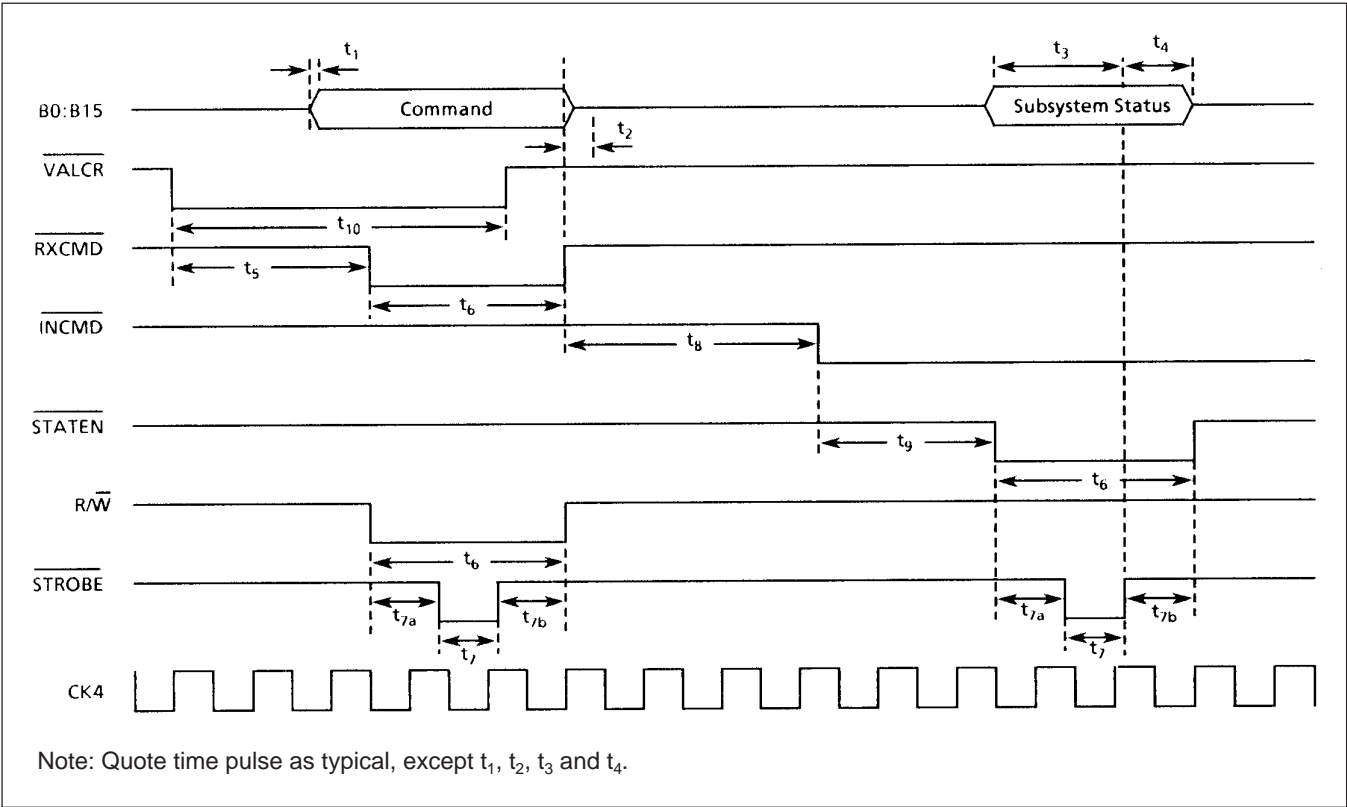 t1
t3
t4
B0:B15
Command
Subsystem Status
t2
VALCR
t10
RXCMD
t5
t6
INCMD
t8
STATEN
t9
t6
R/W
t6
STROBE
t7a
t7b
t7a
t7b
t7
t7
CK4
Note: Quote time pulse as typical, except t1, t2, t3 and t4.